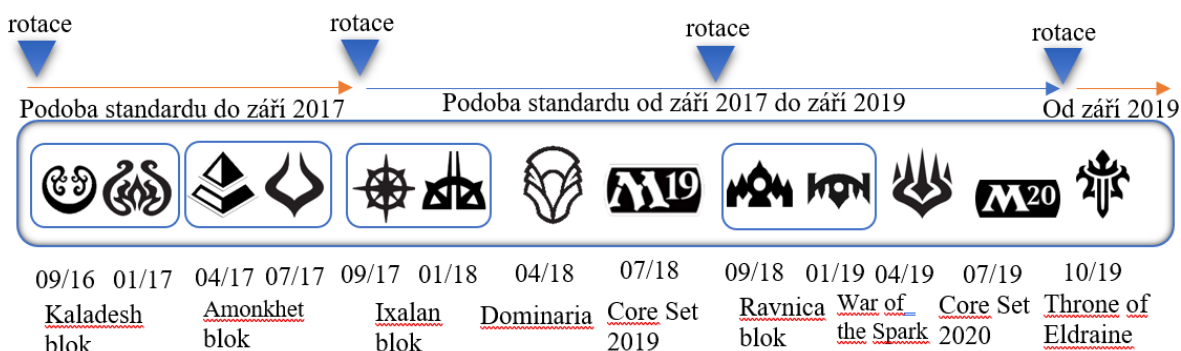 rotace
rotace
rotace
rotace
Podoba standardu do září 2017
Podoba standardu od září 2017 do září 2019
Od září 2019
M19
M20
09/16 01/17 04/17 07/17 09/17 01/18 04/18 07/18 09/18 01/19 04/19 07/19 10/19
Kaladesh
blok
Amonkhet
blok
Ixalan
blok
Dominaria
Core Set
2019
Ravnica
blok
War of
the Spark
Core Set
2020
Throne of
Eldraine